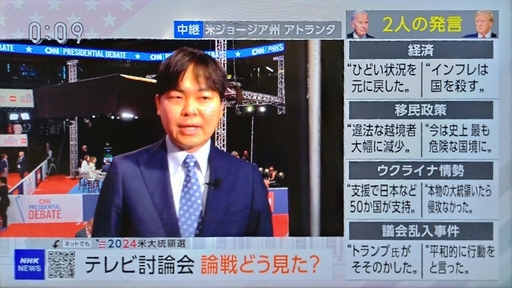 0:09
中継 米ジョージア州 アトランタ
CNN PRESIDENTIAL DEBATE
CNN
PRESIDENTIAL
DEBATE
2人の発言
経済
“ひどい状況を
元に戻した。”
“インフレは
国を殺す。”
移民政策
“違法な越境者
大幅に減少。”
“今は史上 最も
危険な国境に。”
ウクライナ情勢
“支援で日本など
50か国が支持。”
“本物の大統領いたら
侵攻なかった。”
議会乱入事件
“トランプ氏が
そそのかした。”
“平和的に行動を
と言った。”
ネットでも
2024米大統領選
NHK
NEWS
テレビ討論会 論戦どう見た?